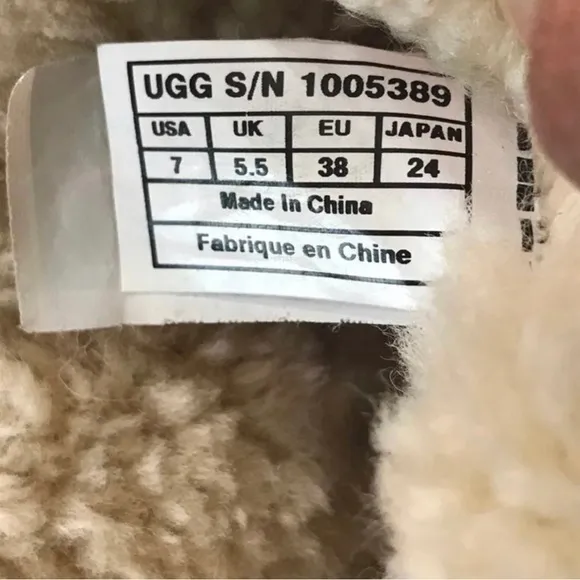 UGG S/N 1005389
USA UK EU JAPAN
7 5.5 38 24
Made In China
Fabrique en Chine